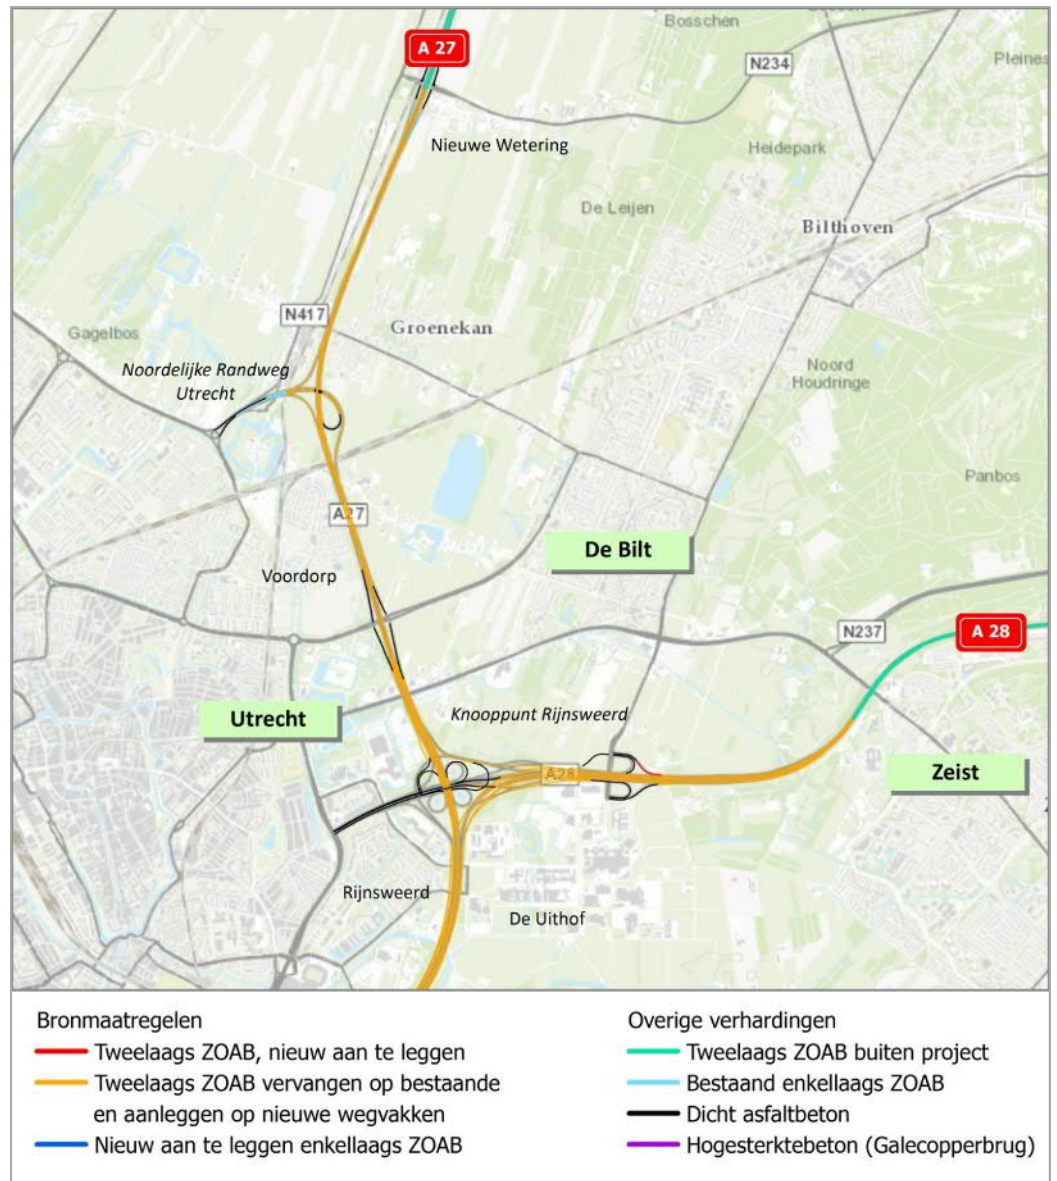 Bosschen
A 27
N234
Pleines
Nieuwe Wetering
Heidepark
De Leijen
Bilthoven
N417
Groenekan
Gagelbos
Noordelijke Randweg
Utrecht
Noord
Houdringe
Panbos
A27
De Bilt
Voordorp
N237
A 28
Utrecht
Knooppunt Rijnsweerd
A28
Zeist
Rijnsweerd
De Uithof
Bronmaatregelen
Tweelaags ZOAB, nieuw aan te leggen
Tweelaags ZOAB vervangen op bestaande
en aanleggen op nieuwe wegvakken
Nieuw aan te leggen enkellaags ZOAB
Overige verhardingen
Tweelaags ZOAB buiten project
Bestaand enkellaags ZOAB
Dicht asfaltbeton
Hogesterktebeton (Galecopperbrug)